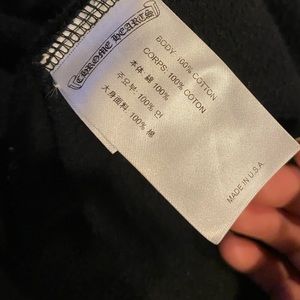 CHROME HEARTS
BODY: 100% COTTON
CORPS: 100% COTON
本体 綿 100%
주요부: 100% 면
大身面料: 100% 棉
MADE IN U.S.A